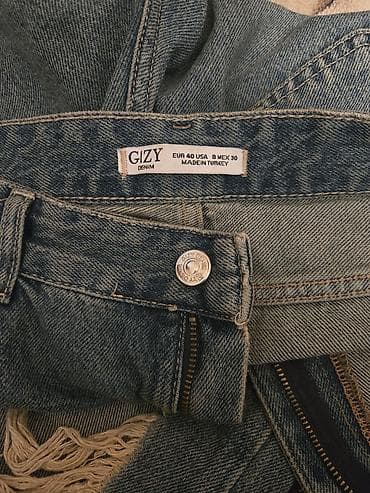 GIZY
DENIM
EUR 40 USA 8 MEX 30
MADE IN TURKEY